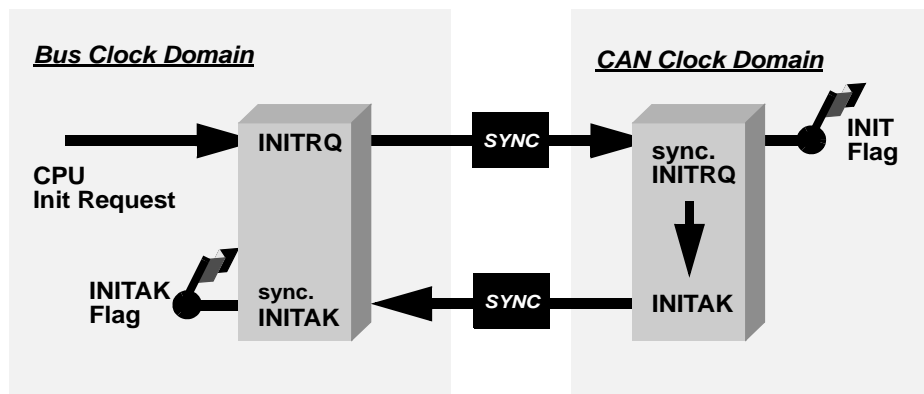 Bus Clock Domain
CAN Clock Domain
INITRQ
SYNC
sync.
INITRQ
INIT
Flag
CPU
Init Request
INITAK
Flag
sync.
INITAK
SYNC
INITAK